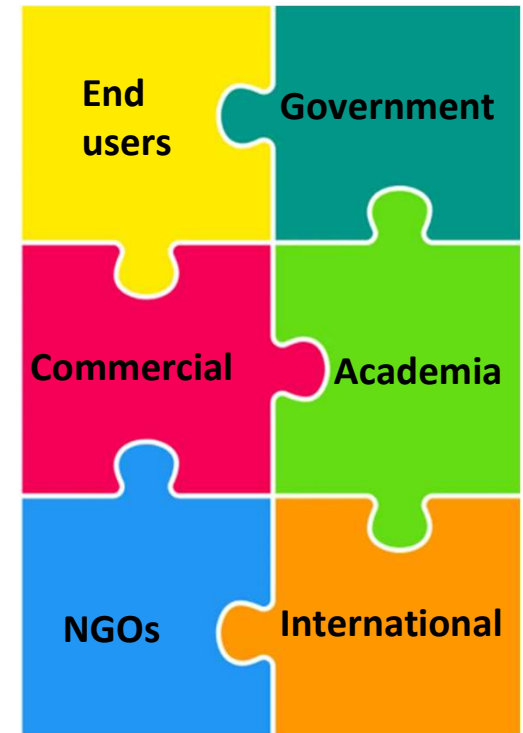 End
users
Government
Commercial
Academia
NGOs
International